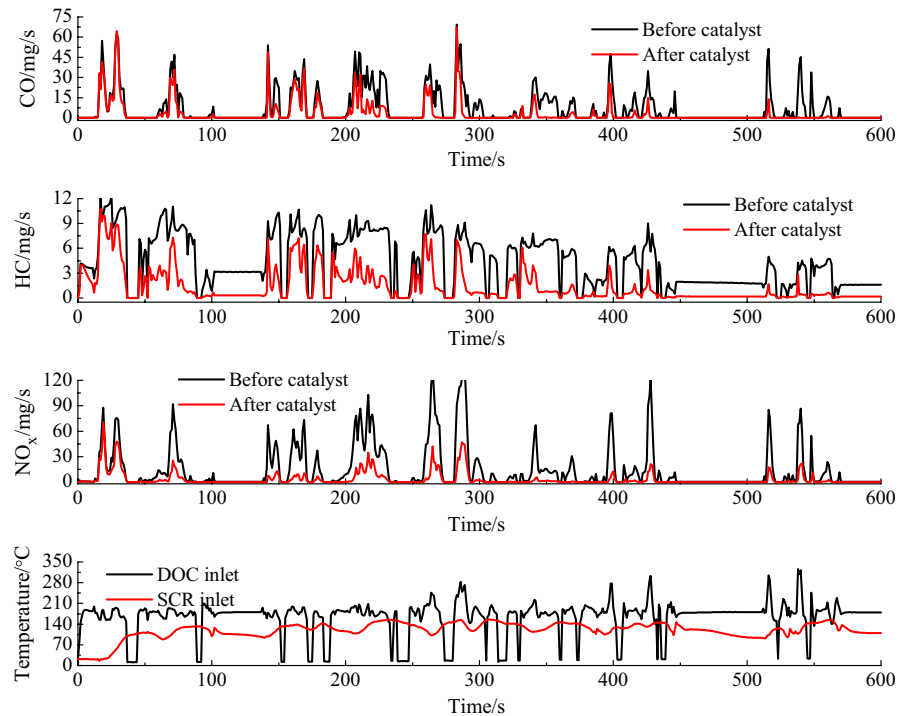 CO/mg/s
75
60
45
30
15
0
Before catalyst
After catalyst
0 100 200 300 400 500 600
Time/s
HC/mg/s
12
9
6
3
0
Before catalyst
After catalyst
0 100 200 300 400 500 600
Time/s
NOx/mg/s
120
90
60
30
0
Before catalyst
After catalyst
0 100 200 300 400 500 600
Time/s
Temperature/°C
350
280
210
140
70
0
DOC inlet
SCR inlet
0 100 200 300 400 500 600
Time/s